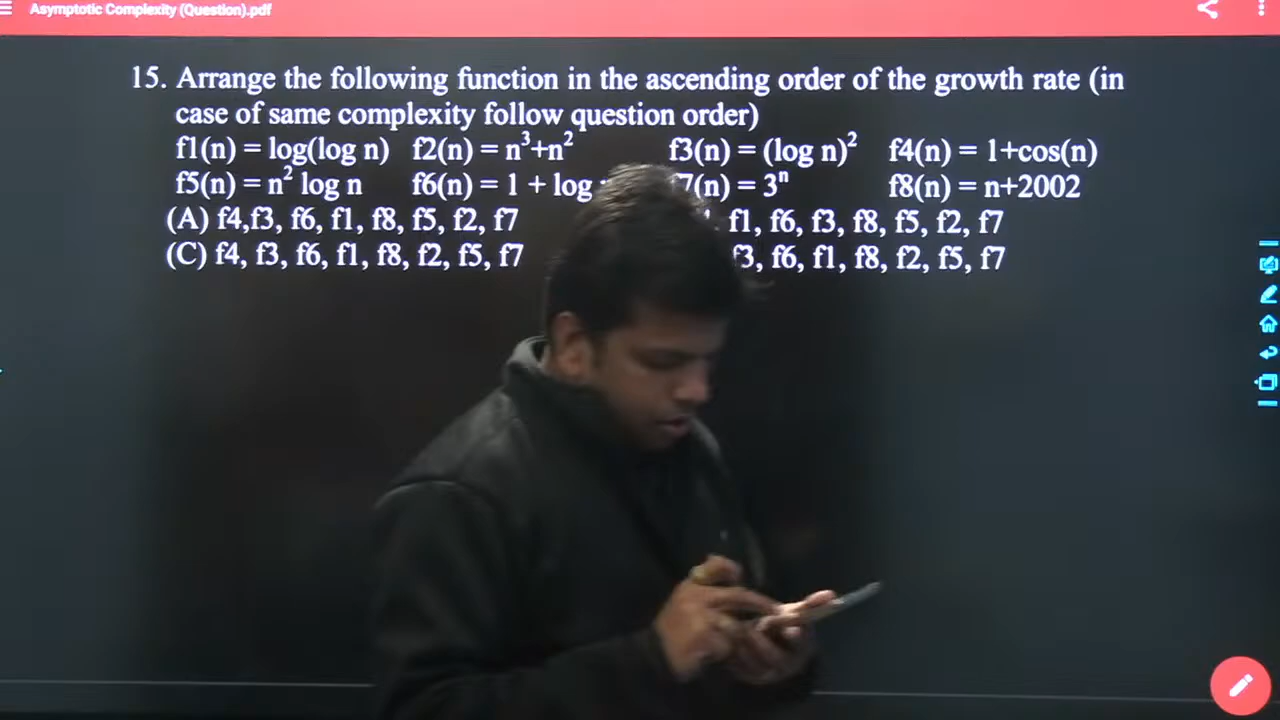 Asymptotic Complexity (Question).pdf
15. Arrange the following function in the ascending order of the growth rate (in
case of same complexity follow question order)
f1(n) = log(log n) f2(n) = n³+n² f3(n) = (log n)² f4(n) = 1+cos(n)
f5(n) = n² log n f6(n) = 1 + log 7(n) = 3ⁿ f8(n) = n+2002
(A) f4,f3, f6, f1, f8, f5, f2, f7 f1, f6, f3, f8, f5, f2, f7
(C) f4, f3, f6, f1, f8, f2, f5, f7 f3, f6, f1, f8, f2, f5, f7